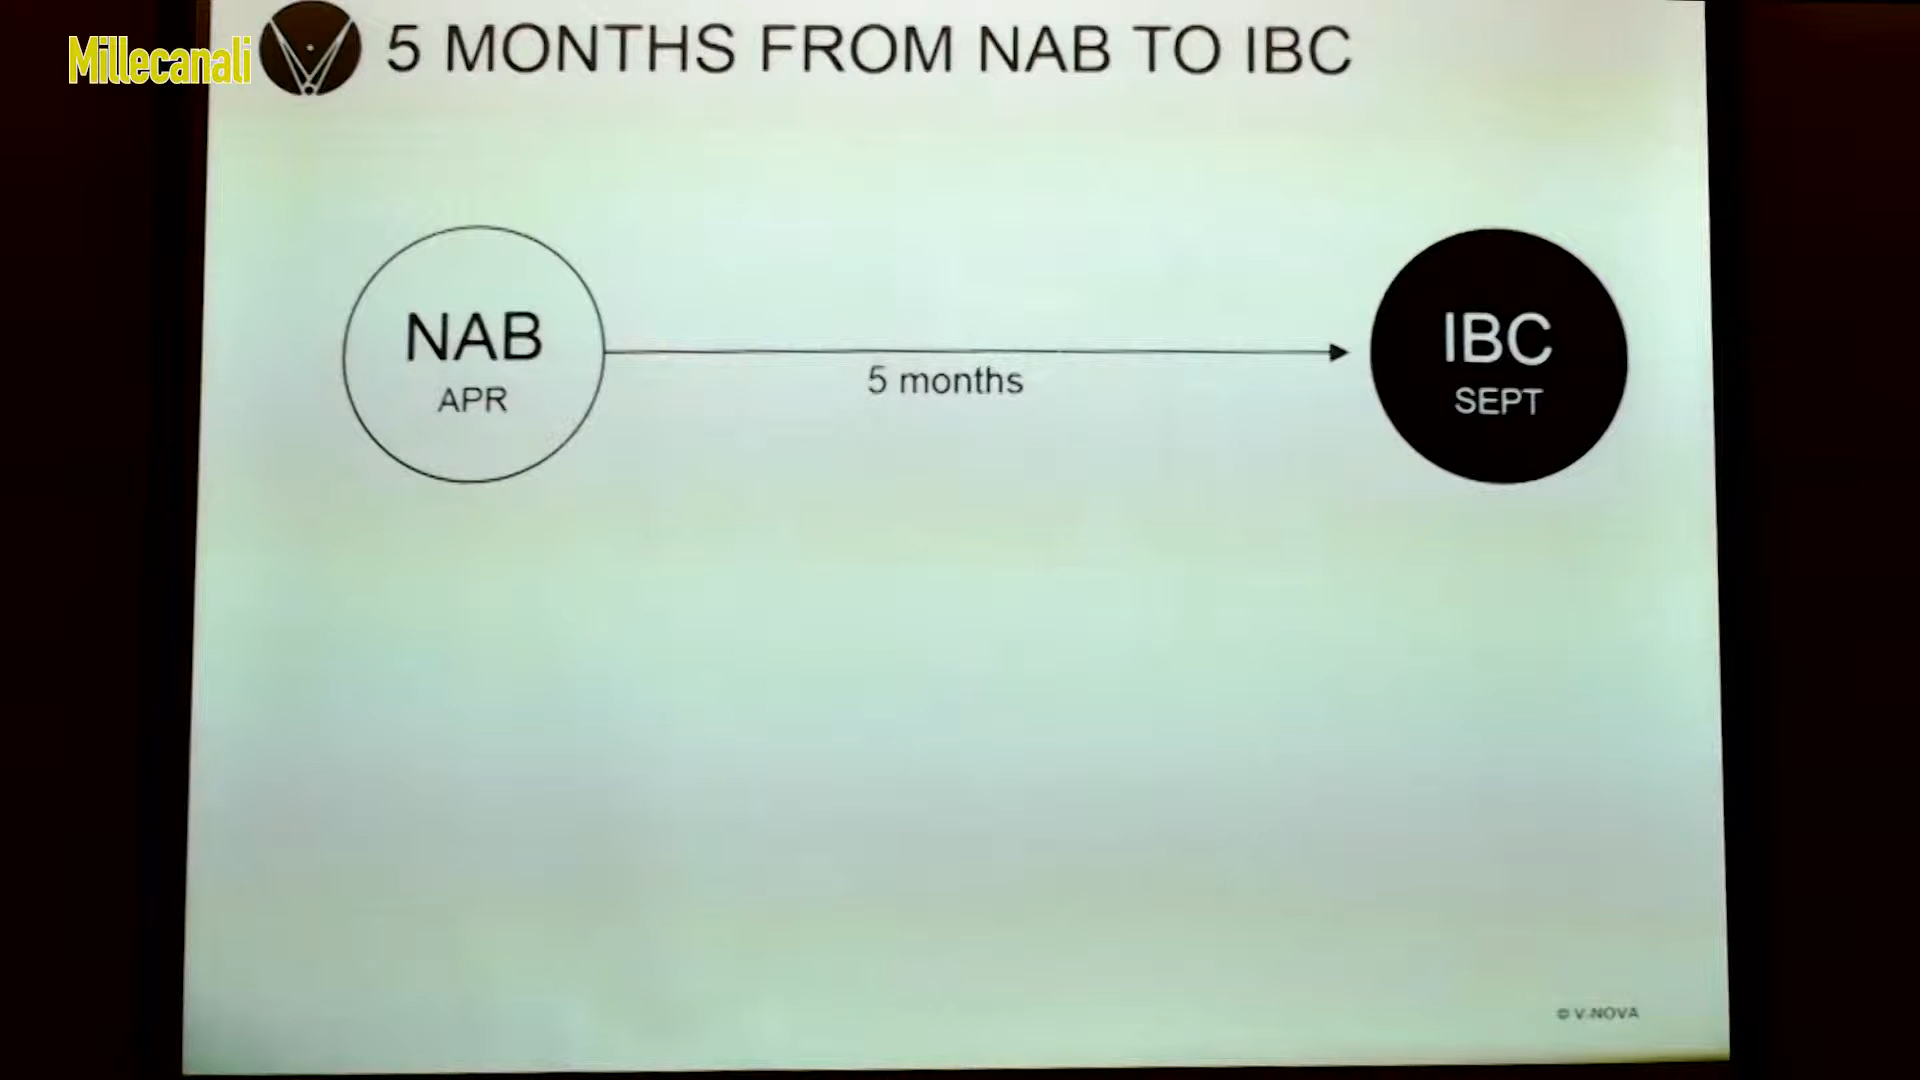 Millecanali
5 MONTHS FROM NAB TO IBC
NAB
APR
5 months
IBC
SEPT
© V-NOVA